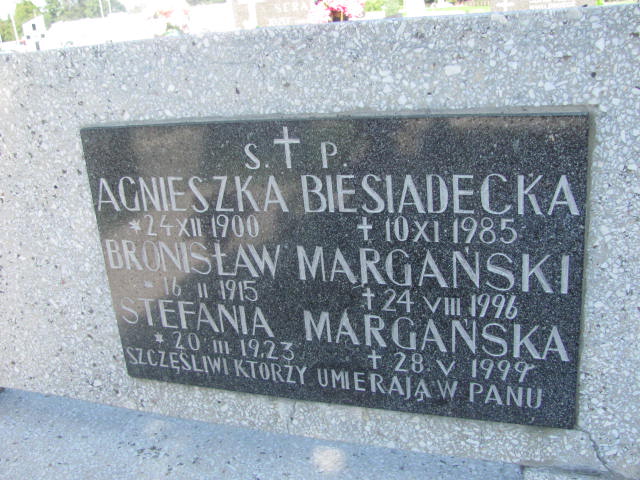 SERA
S. † P.
AGNIESZKA BIESIADECKA
* 24 XII 1900 † 10 XI 1985
BRONISŁAW MARGAŃSKI
* 16 II 1915 † 24 VIII 1996
STEFANIA MARGAŃSKA
* 20 III 1923 † 28 V 1999
SZCZĘŚLIWI KTÓRZY UMIERAJĄ W PANU